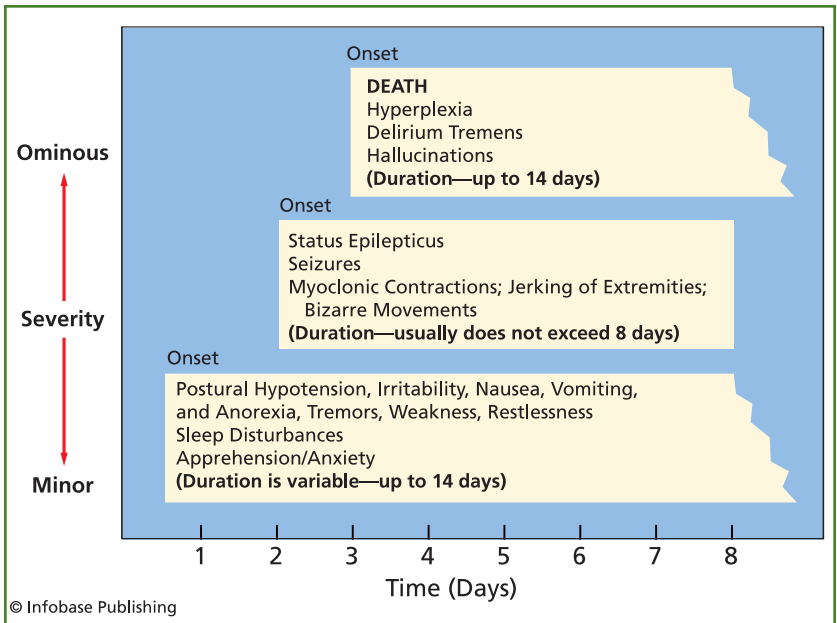 Onset
DEATH
Hyperplexia
Delirium Tremens
Hallucinations
(Duration—up to 14 days)
Ominous
Onset
Status Epilepticus
Seizures
Myoclonic Contractions; Jerking of Extremities;
Bizarre Movements
(Duration—usually does not exceed 8 days)
Severity
Onset
Postural Hypotension, Irritability, Nausea, Vomiting,
and Anorexia, Tremors, Weakness, Restlessness
Sleep Disturbances
Apprehension/Anxiety
(Duration is variable—up to 14 days)
Minor
1 2 3 4 5 6 7 8
Time (Days)
© Infobase Publishing